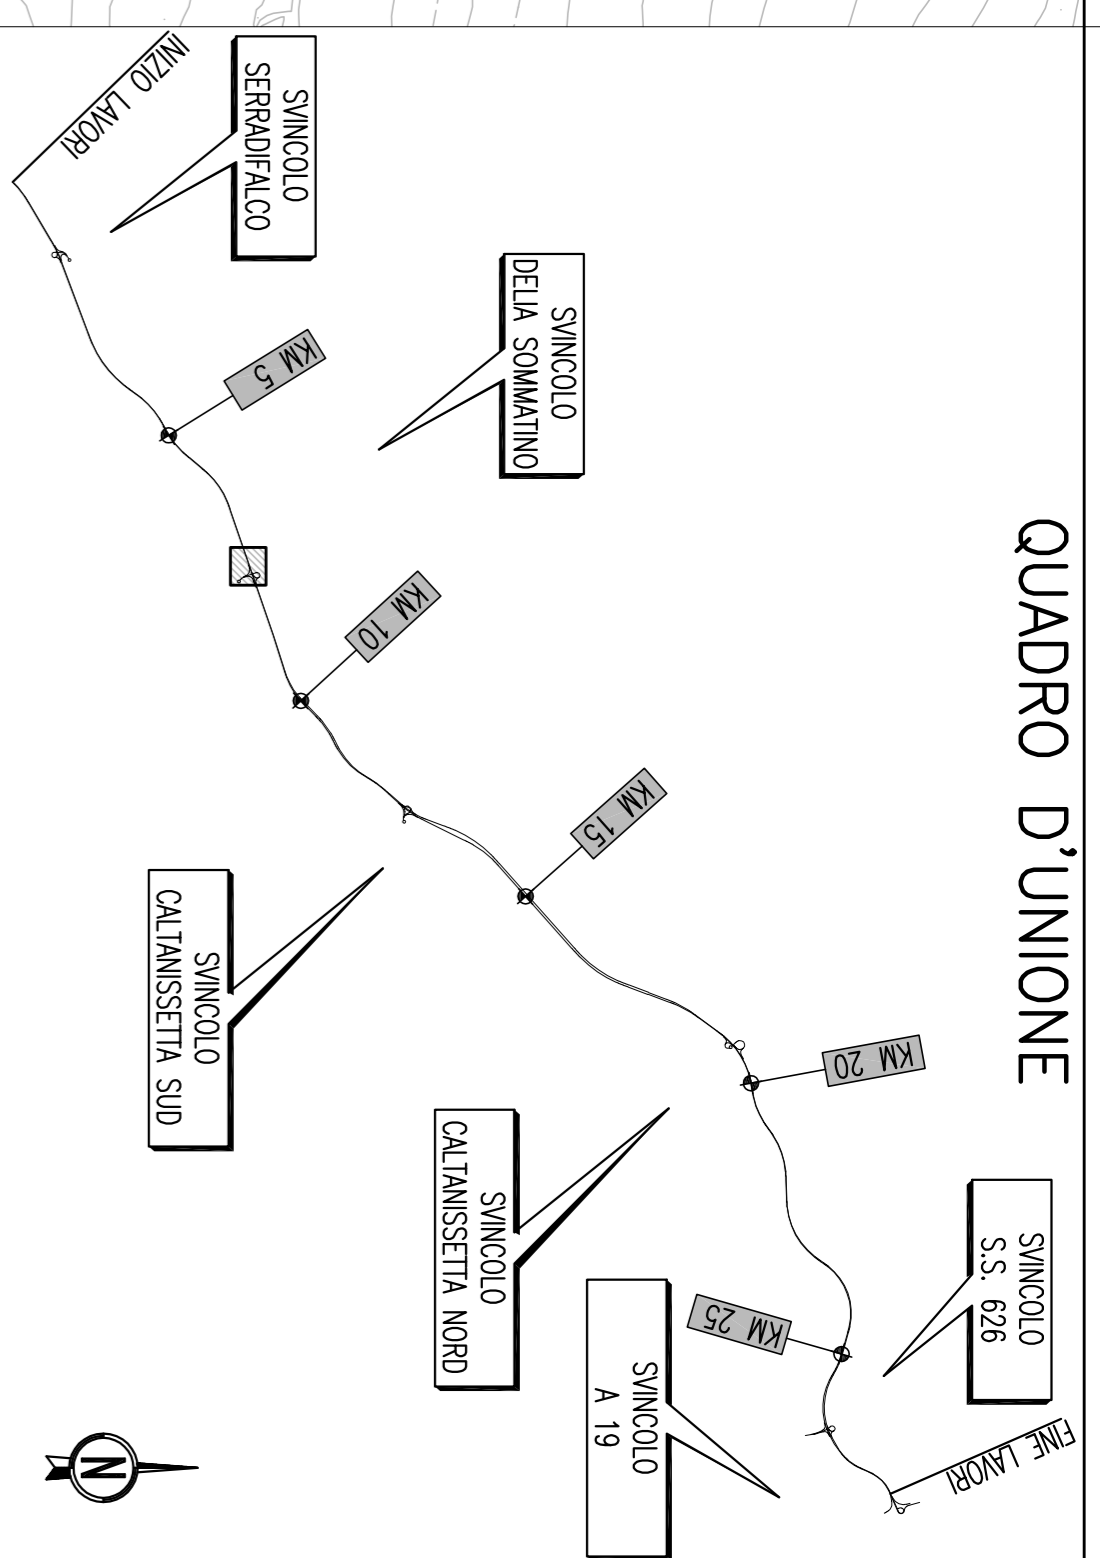 QUADRO D'UNIONE
INIZIO LAVORI
SVINCOLO
SERRADIFALCO
KM 5
SVINCOLO
DELIA SOMMATINO
KM 10
SVINCOLO
CALTANISSETTA SUD
KM 15
SVINCOLO
CALTANISSETTA NORD
KM 20
SVINCOLO
S.S. 626
KM 25
SVINCOLO
A 19
FINE LAVORI
N